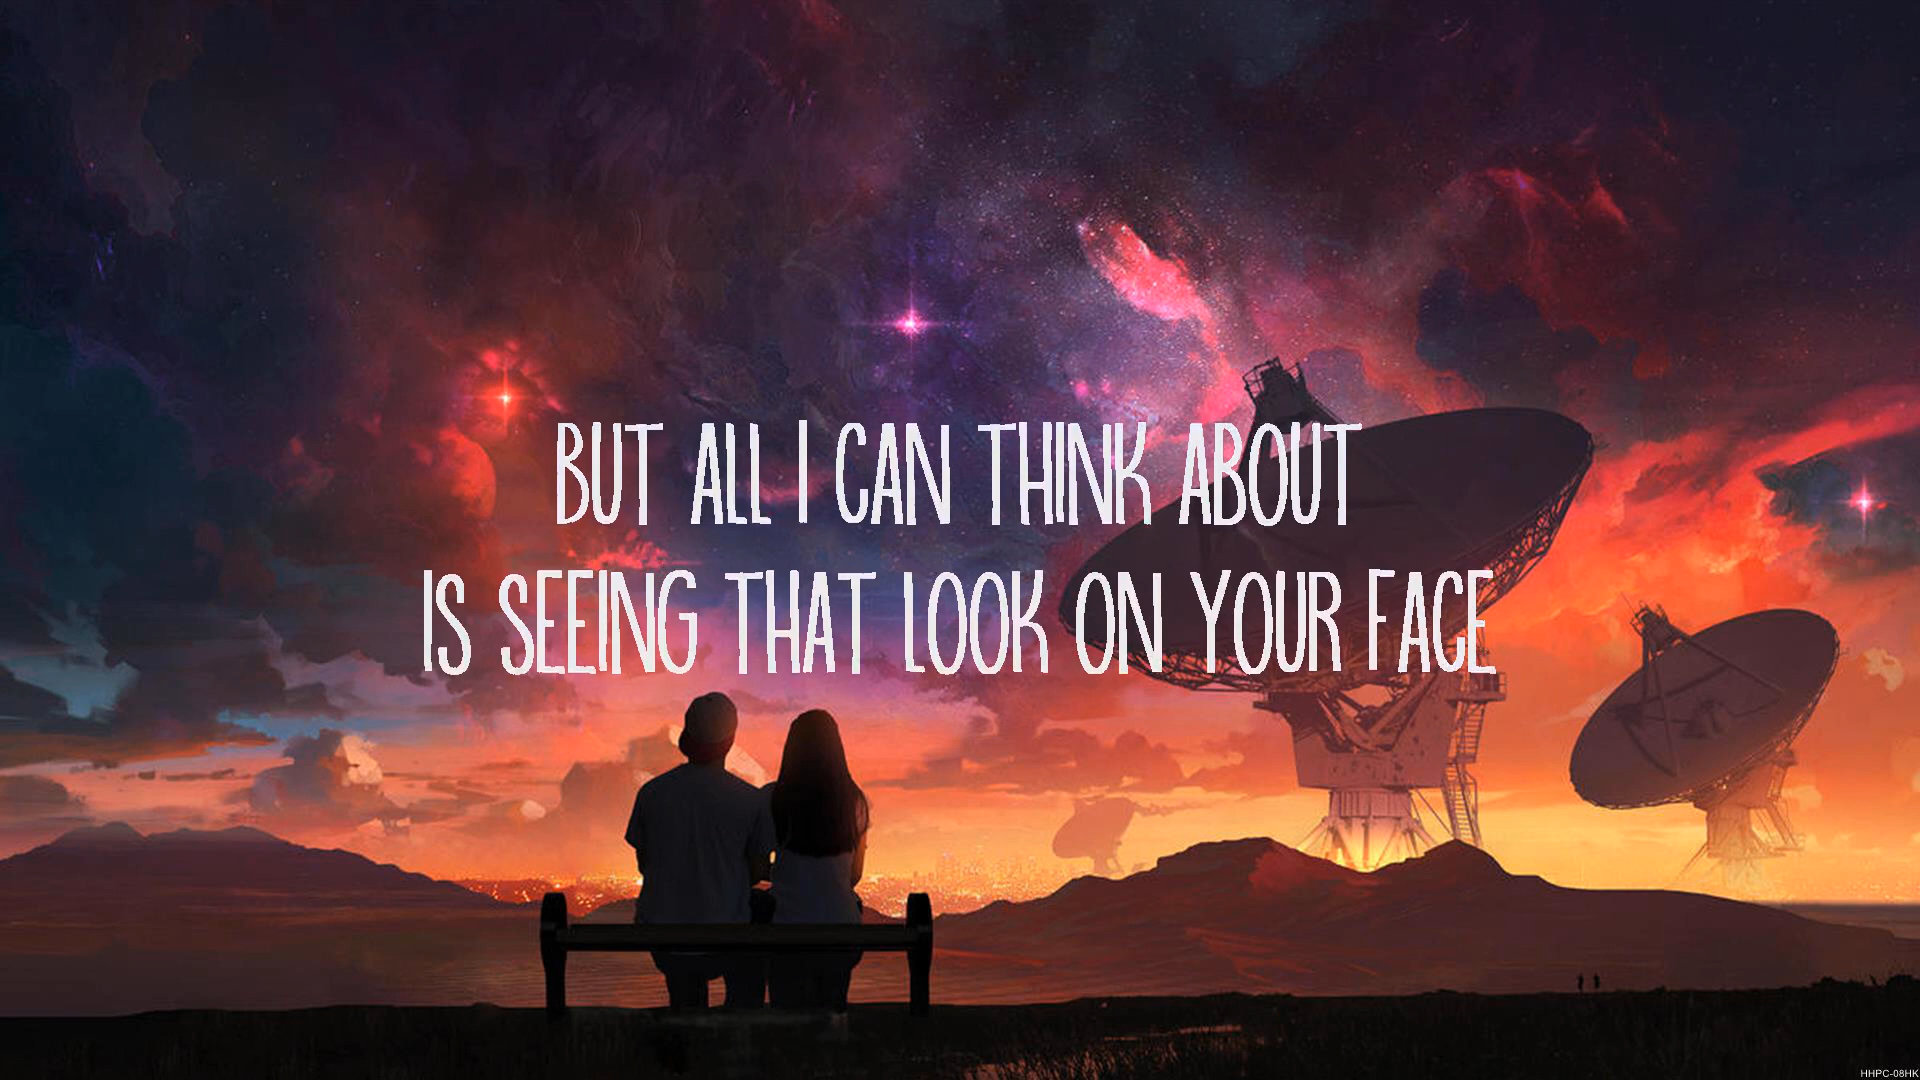 BUT ALL I CAN THINK ABOUT
IS SEEING THAT LOOK ON YOUR FACE
HHPC-08HK